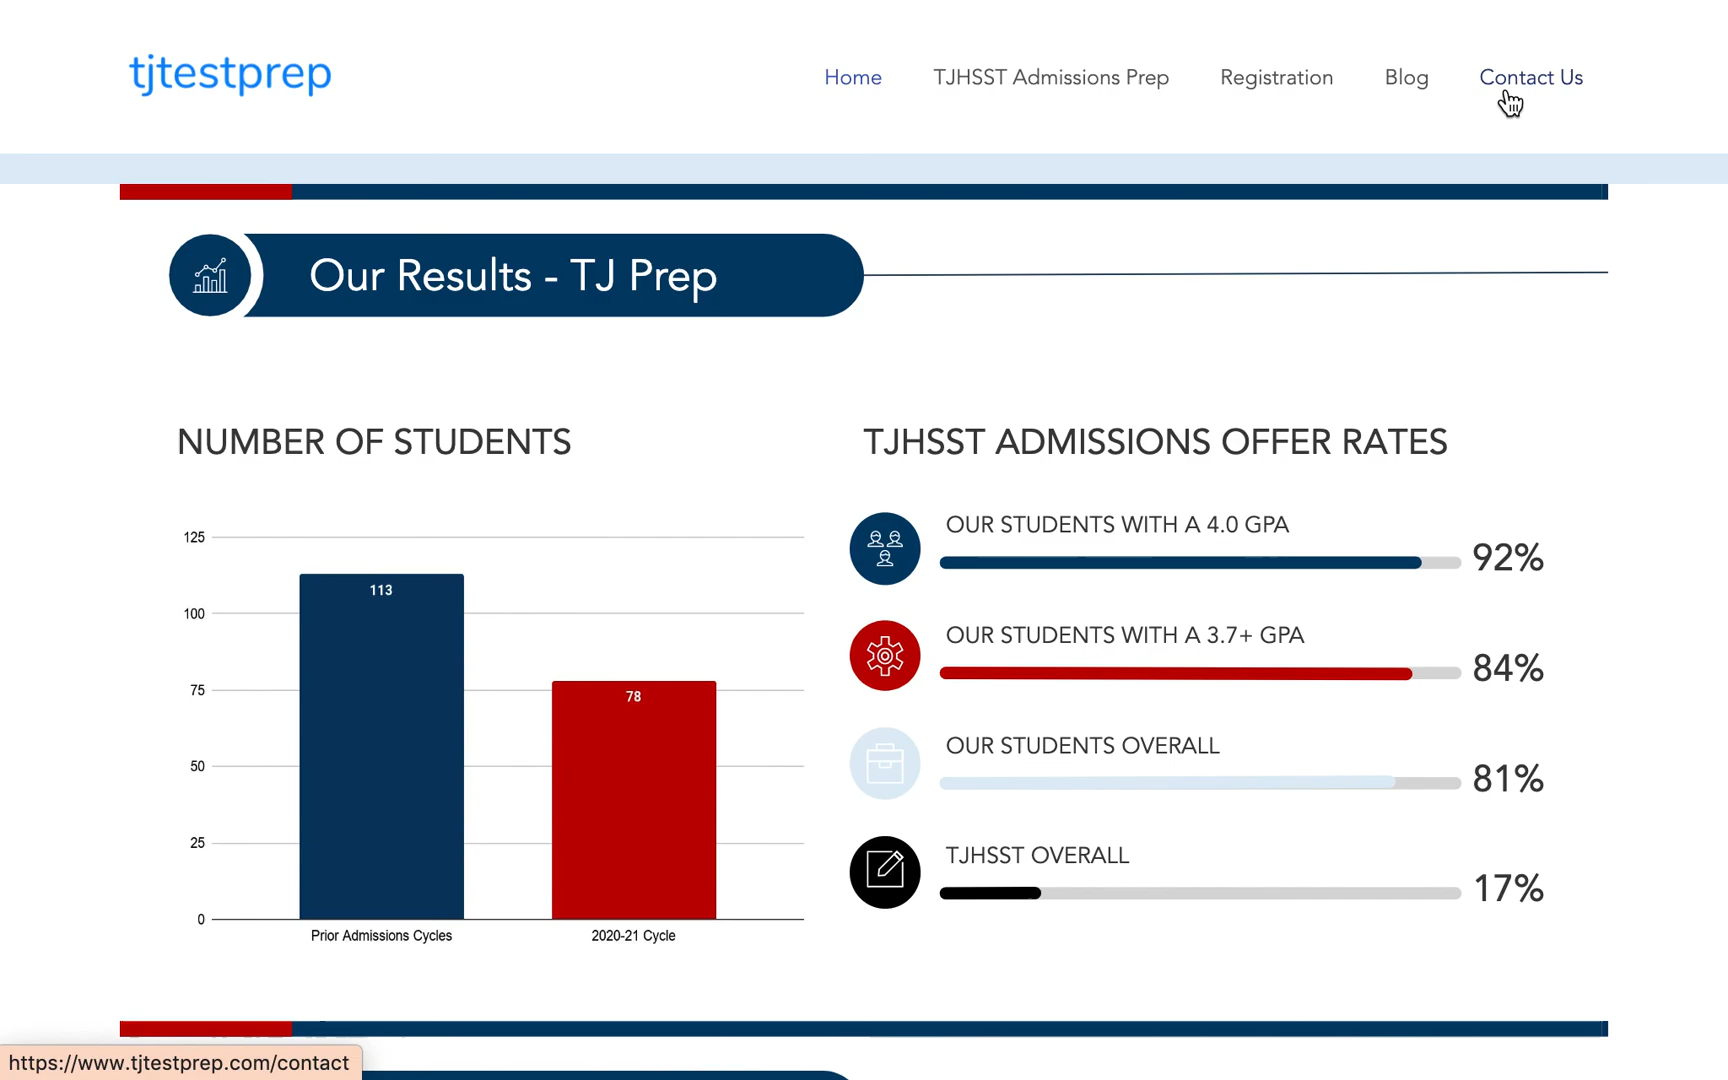 tjtestprep
Home TJHSST Admissions Prep Registration Blog Contact Us
Our Results - TJ Prep
NUMBER OF STUDENTS
125
100
75
50
25
0
113
78
Prior Admissions Cycles 2020-21 Cycle
TJHSST ADMISSIONS OFFER RATES
OUR STUDENTS WITH A 4.0 GPA
92%
OUR STUDENTS WITH A 3.7+ GPA
84%
OUR STUDENTS OVERALL
81%
TJHSST OVERALL
17%
https://www.tjtestprep.com/contact